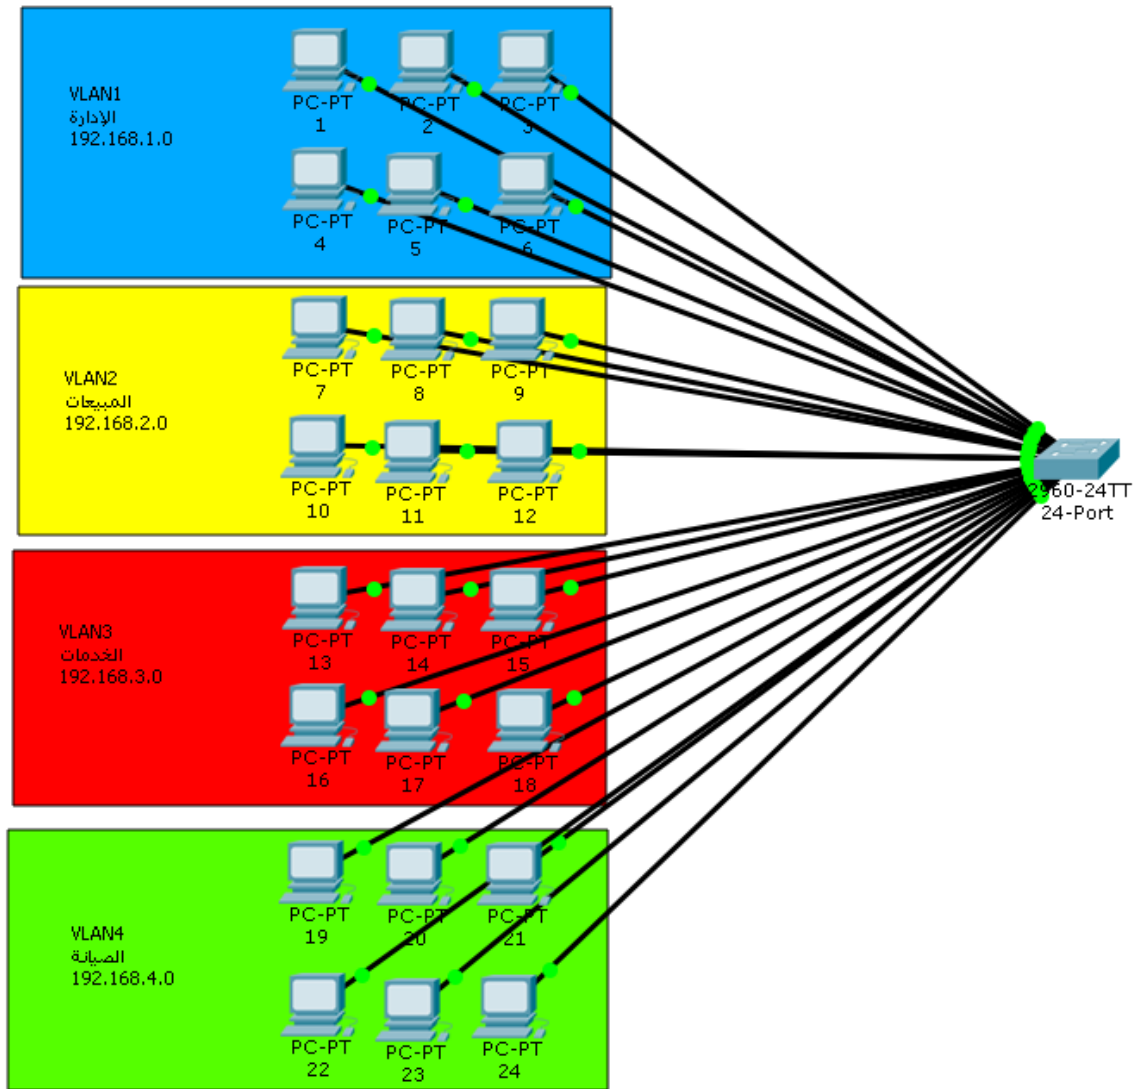 VLAN1
الإدارة
192.168.1.0
PC-PT
1
PC-PT
2
PC-PT
3
PC-PT
4
PC-PT
5
PC-PT
6
VLAN2
المبيعات
192.168.2.0
PC-PT
7
PC-PT
8
PC-PT
9
PC-PT
10
PC-PT
11
PC-PT
12
2960-24TT
24-Port
VLAN3
الخدمات
192.168.3.0
PC-PT
13
PC-PT
14
PC-PT
15
PC-PT
16
PC-PT
17
PC-PT
18
VLAN4
الصيانة
192.168.4.0
PC-PT
19
PC-PT
20
PC-PT
21
PC-PT
22
PC-PT
23
PC-PT
24